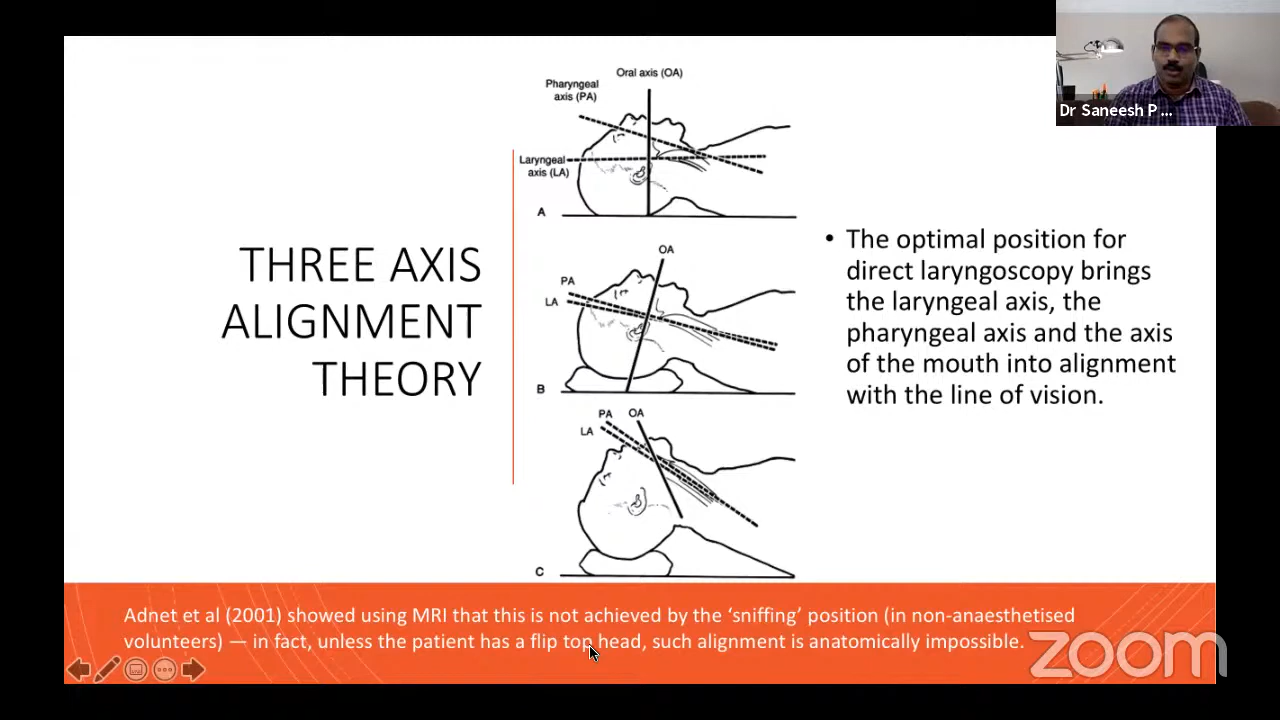 Dr Saneesh P ...
THREE AXIS
ALIGNMENT
THEORY
Oral axis (OA)
Pharyngeal
axis (PA)
Laryngeal
axis (LA)
A
OA
PA
LA
B
PA OA
LA
C
• The optimal position for
direct laryngoscopy brings
the laryngeal axis, the
pharyngeal axis and the axis
of the mouth into alignment
with the line of vision.
Adnet et al (2001) showed using MRI that this is not achieved by the ‘sniffing’ position (in non-anaesthetised
volunteers) — in fact, unless the patient has a flip top head, such alignment is anatomically impossible.
zoom